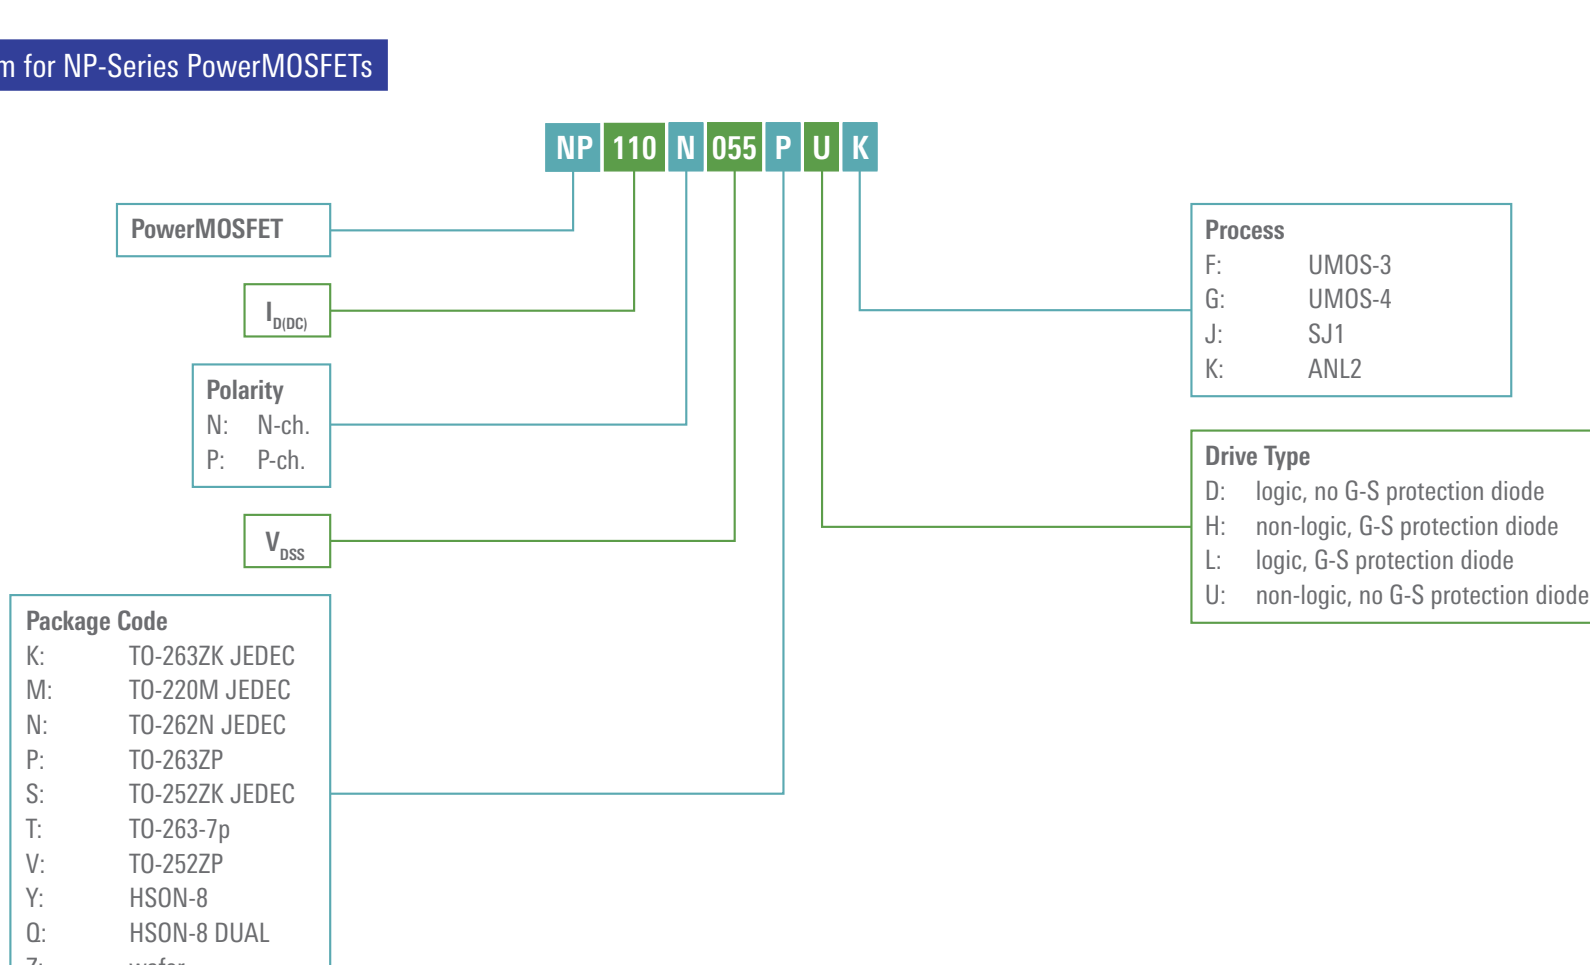 for NP-Series PowerMOSFETs
NP 110 N 055 P U K
PowerMOSFET
I D(DC)
Polarity
N: N-ch.
P: P-ch.
V DSS
Package Code
K: TO-263ZK JEDEC
M: TO-220M JEDEC
N: TO-262N JEDEC
P: TO-263ZP
S: TO-252ZK JEDEC
T: TO-263-7p
V: TO-252ZP
Y: HSON-8
Q: HSON-8 DUAL
Process
F: UMOS-3
G: UMOS-4
J: SJ1
K: ANL2
Drive Type
D: logic, no G-S protection diode
H: non-logic, G-S protection diode
L: logic, G-S protection diode
U: non-logic, no G-S protection diode